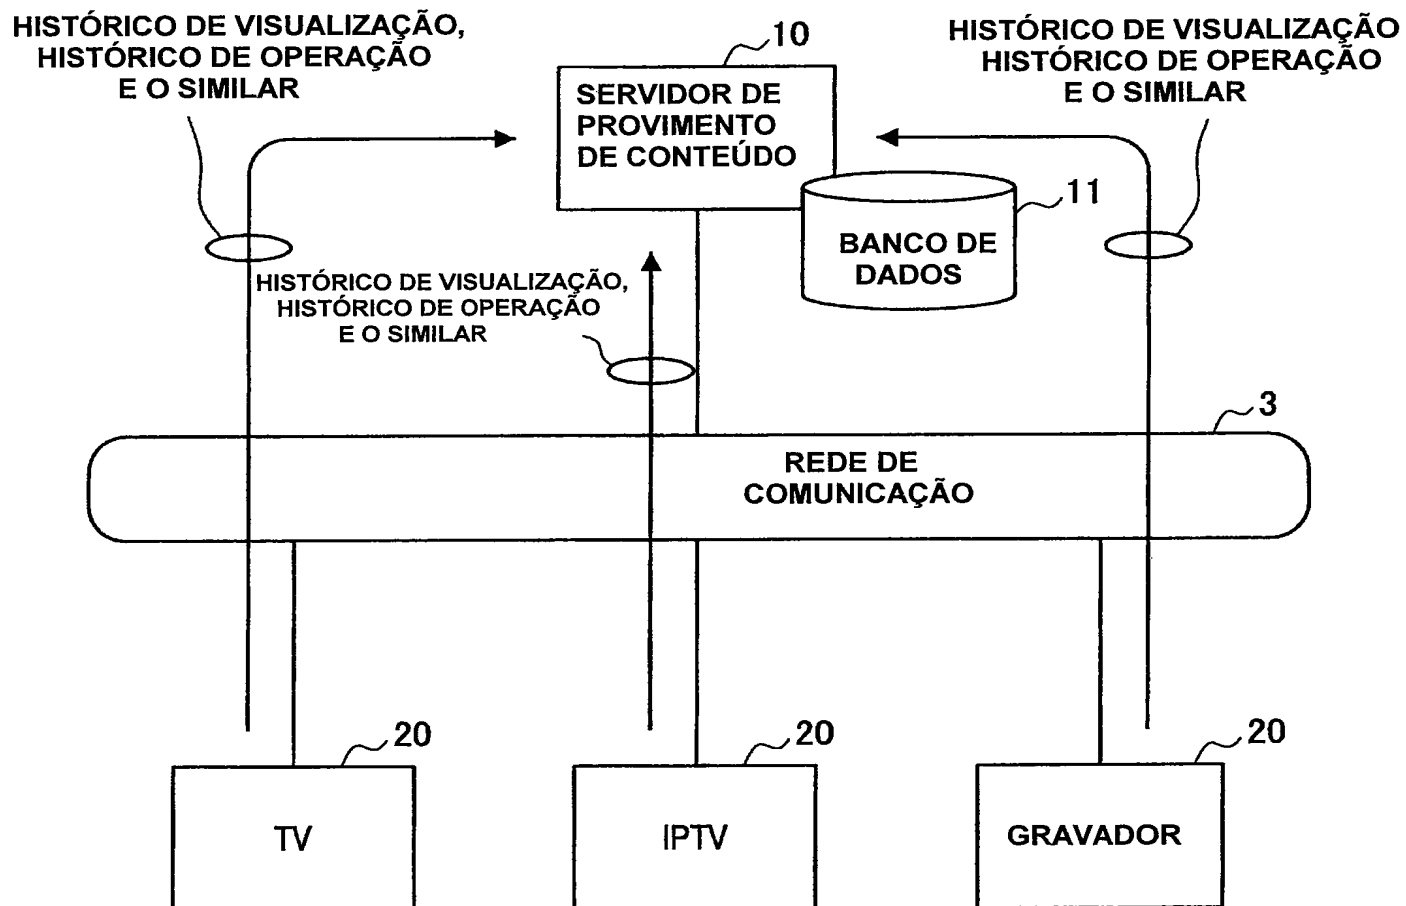 HISTÓRICO DE VISUALIZAÇÃO,
HISTÓRICO DE OPERAÇÃO
E O SIMILAR
10
SERVIDOR DE
PROVIMENTO
DE CONTEÚDO
HISTÓRICO DE VISUALIZAÇÃO
HISTÓRICO DE OPERAÇÃO
E O SIMILAR
11
BANCO DE
DADOS
HISTÓRICO DE VISUALIZAÇÃO,
HISTÓRICO DE OPERAÇÃO
E O SIMILAR
3
REDE DE
COMUNICAÇÃO
20
TV
20
IPTV
20
GRAVADOR